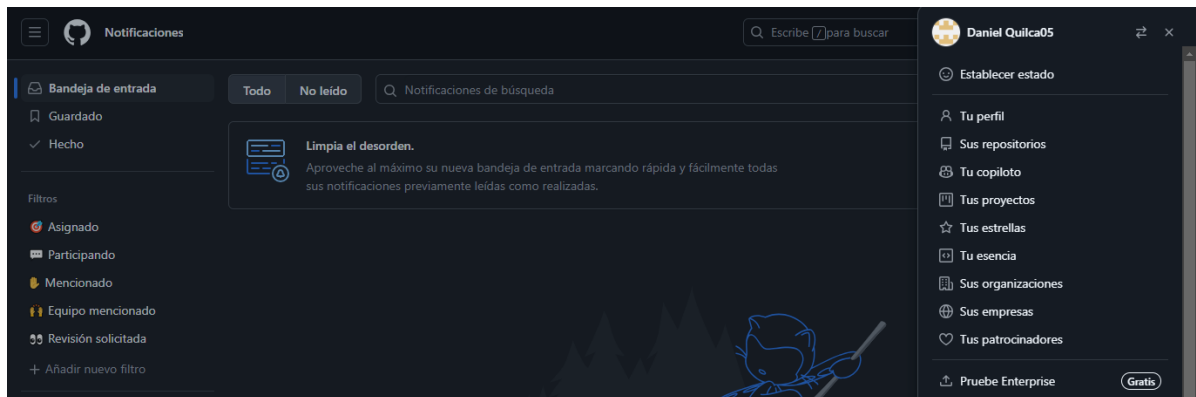 Notificaciones
Escribe / para buscar
Bandeja de entrada
Guardado
Hecho
Filtros
Asignado
Participando
Mencionado
Equipo mencionado
Revisión solicitada
Añadir nuevo filtro
Todo
No leído
Notificaciones de búsqueda
Limpia el desorden.
Aproveche al máximo su nueva bandeja de entrada marcando rápida y fácilmente todas
sus notificaciones previamente leídas como realizadas.
Daniel Quilca05
Establecer estado
Tu perfil
Sus repositorios
Tu copiloto
Tus proyectos
Tus estrellas
Tu esencia
Sus organizaciones
Sus empresas
Tus patrocinadores
Pruebe Enterprise
Gratis